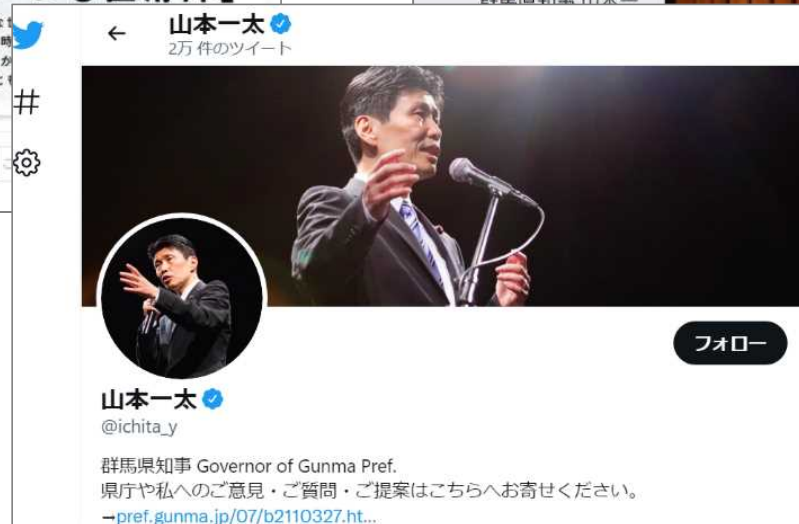 山本一太
2万 件のツイート
#
フォロー
山本一太
@ichita_y
群馬県知事 Governor of Gunma Pref.
県庁や私へのご意見・ご質問・ご提案はこちらへお寄せください。
→pref.gunma.jp/07/b2110327.ht...